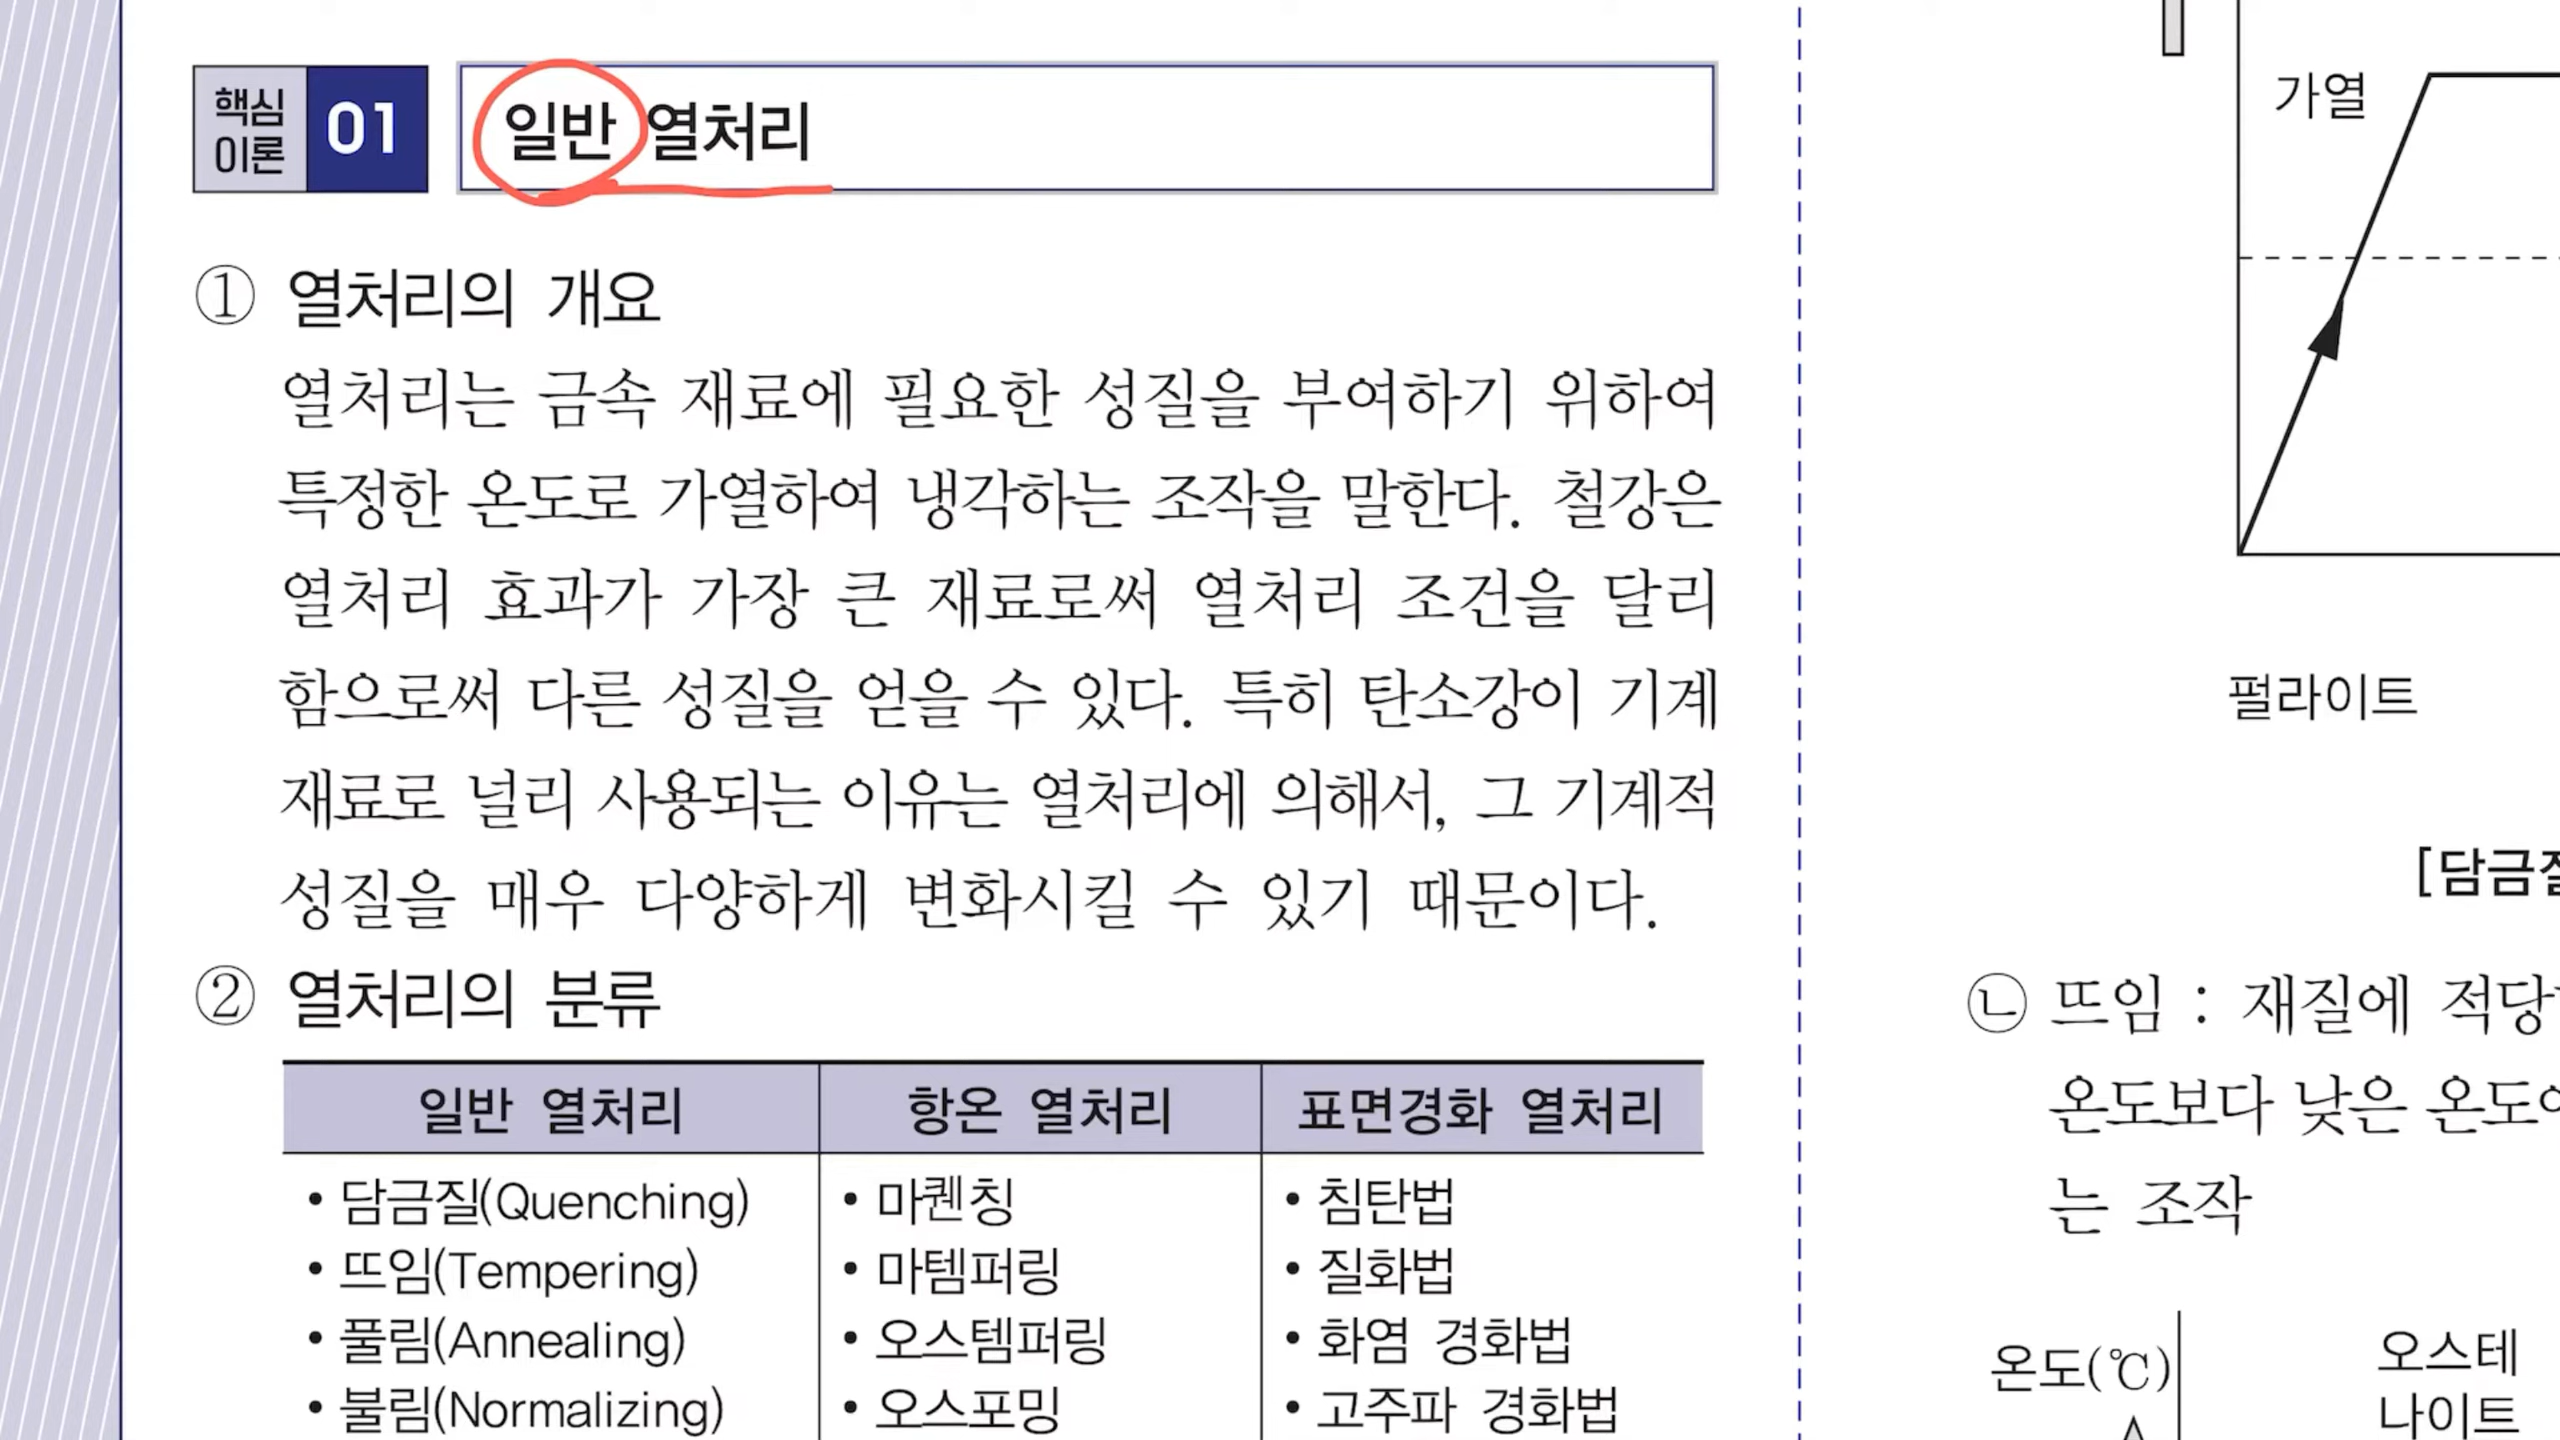 핵심
이론
01
일반 열처리
① 열처리의 개요
열처리는 금속 재료에 필요한 성질을 부여하기 위하여
특정한 온도로 가열하여 냉각하는 조작을 말한다. 철강은
열처리 효과가 가장 큰 재료로써 열처리 조건을 달리
함으로써 다른 성질을 얻을 수 있다. 특히 탄소강이 기계
재료로 널리 사용되는 이유는 열처리에 의해서, 그 기계적
성질을 매우 다양하게 변화시킬 수 있기 때문이다.
② 열처리의 분류
일반 열처리
• 담금질(Quenching)
• 뜨임(Tempering)
• 풀림(Annealing)
• 불림(Normalizing)
항온 열처리
• 마퀜칭
• 마템퍼링
• 오스템퍼링
• 오스포밍
표면경화 열처리
• 침탄법
• 질화법
• 화염 경화법
• 고주파 경화법
가열
펄라이트
[담금질
㉡ 뜨임 : 재질에 적당
온도보다 낮은 온도
는 조작
온도(℃)
오스테
나이트